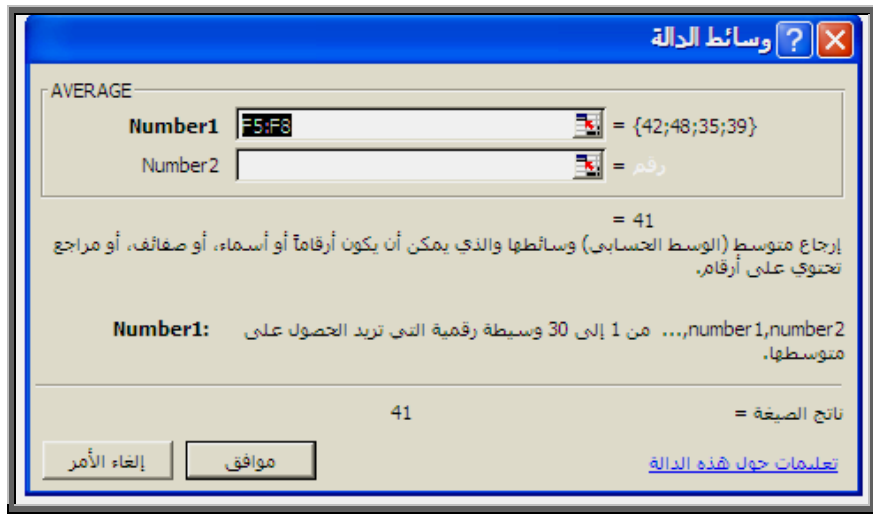 وسائط الدالة
AVERAGE
Number1 F5:F8 = {42;48;35;39}
Number2 = رقم
= 41
إرجاع متوسط (الوسط الحسابي) وسائطها والذي يمكن أن يكون أرقاماً أو أسماء، أو صفائف، أو مراجع
تحتوي على أرقام.
Number1: number1,number2,... من 1 إلى 30 وسيطة رقمية التي تريد الحصول على
متوسطها.
ناتج الصيغة = 41
تعليمات حول هذه الدالة
موافق
إلغاء الأمر